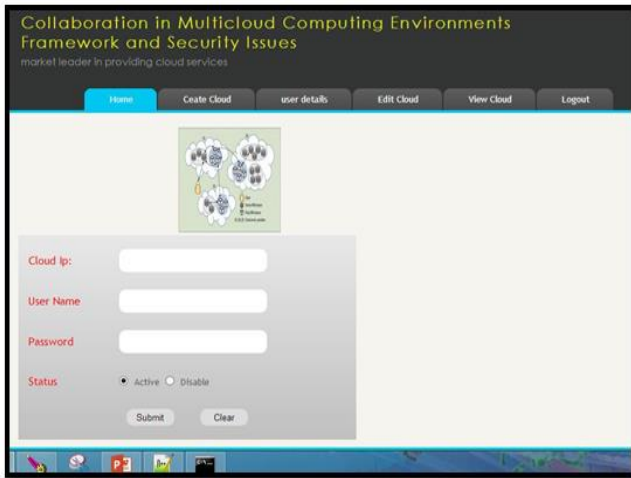 Collaboration in Multicloud Computing Environments
Framework and Security Issues
market leader in providing cloud services
Home Ceate Cloud user details Edit Cloud View Cloud Logout
Cloud Ip:
User Name
Password
Status Active Disable
Submit Clear